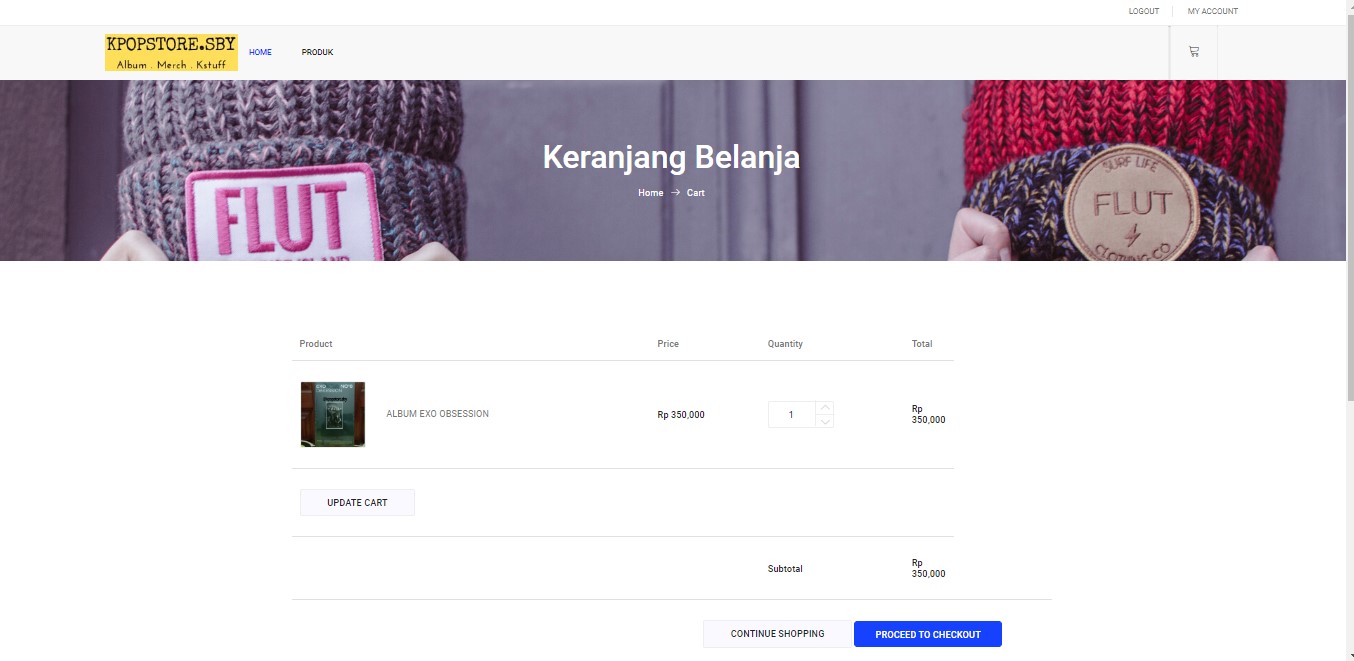 LOGOUT MY ACCOUNT
KPOPSTORE.SBY
Album . Merch . Kstuff
HOME PRODUK
FLUT
SURF LIFE
FLUT
CLOTHING CO
Keranjang Belanja
Home → Cart
Product Price Quantity Total
ALBUM EXO OBSESSION Rp 350,000 1 Rp
350,000
UPDATE CART
Subtotal Rp
350,000
CONTINUE SHOPPING PROCEED TO CHECKOUT